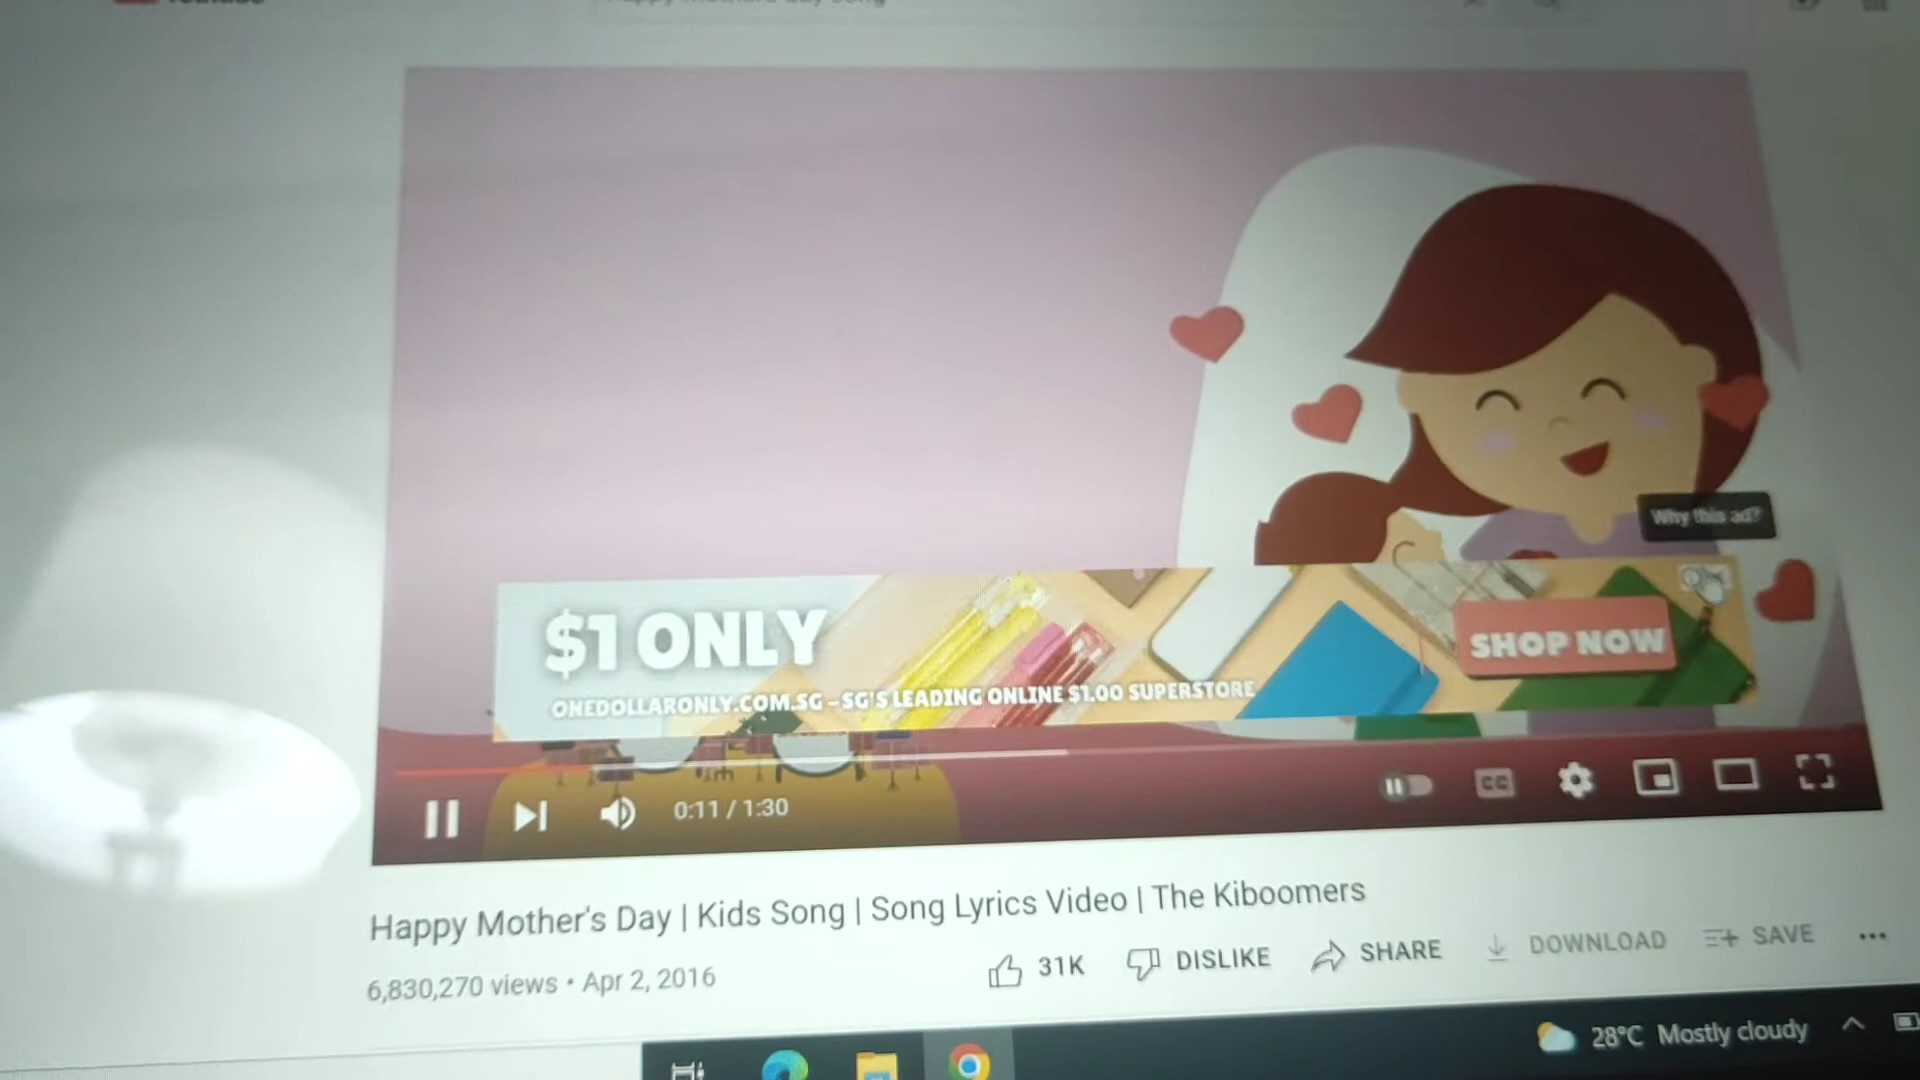 Why this ad?
$1 ONLY
SHOP NOW
ONEDOLLARONLY.COM.SG – SG'S LEADING ONLINE $1.00 SUPERSTORE
0:11 / 1:30
CC
Happy Mother's Day | Kids Song | Song Lyrics Video | The Kiboomers
6,830,270 views • Apr 2, 2016
31K DISLIKE SHARE DOWNLOAD SAVE
28°C Mostly cloudy